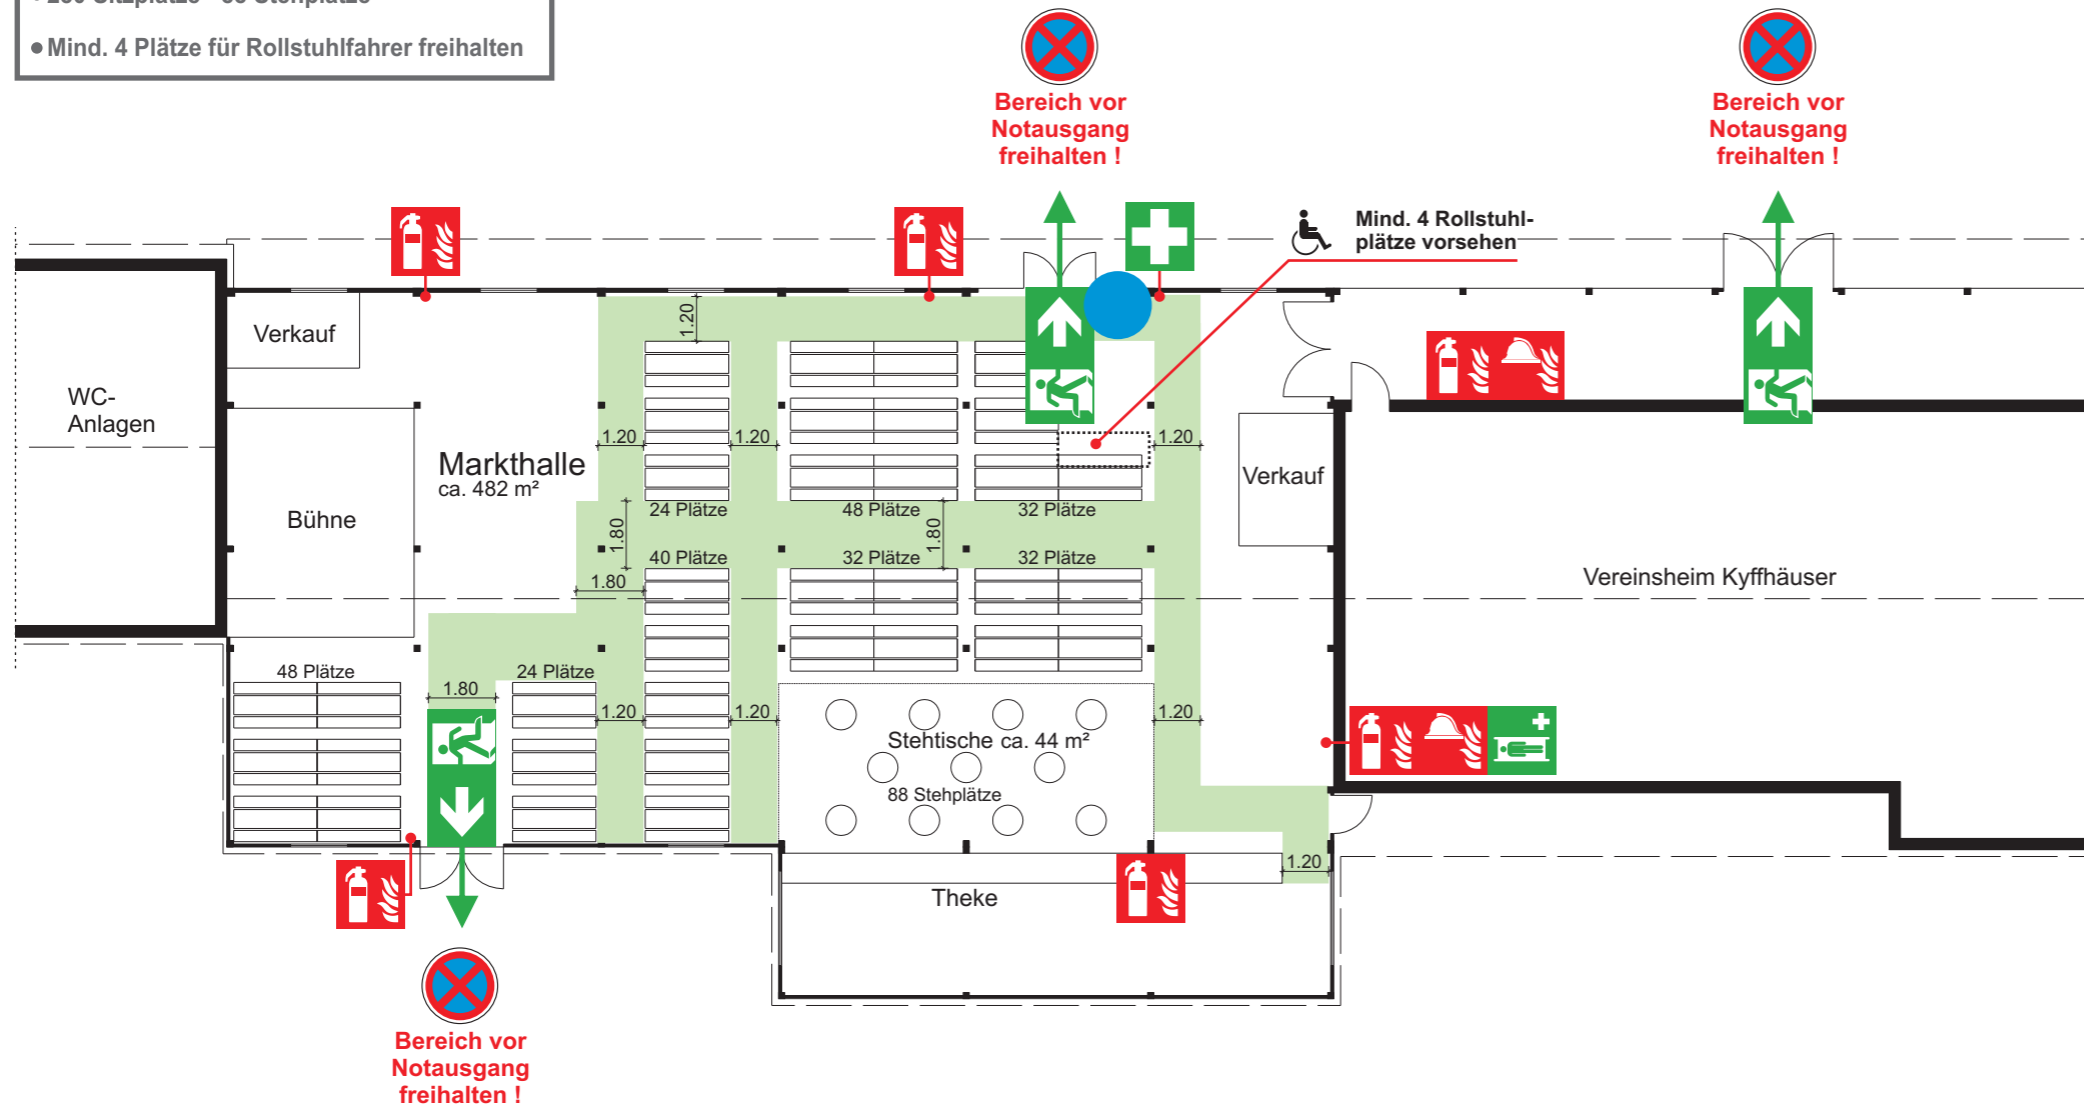 • Mind. 4 Plätze für Rollstuhlfahrer freihalten
Bereich vor
Notausgang
freihalten !
Bereich vor
Notausgang
freihalten !
Mind. 4 Rollstuhl-
plätze vorsehen
Verkauf
1.20
WC-
Anlagen
Markthalle
ca. 482 m²
1.20
1.20
1.20
Verkauf
Bühne
24 Plätze
48 Plätze
32 Plätze
1.80
1.80
40 Plätze
32 Plätze
32 Plätze
1.80
Vereinsheim Kyffhäuser
48 Plätze
24 Plätze
1.80
1.20
1.20
1.20
Stehtische ca. 44 m²
88 Stehplätze
1.20
Theke
Bereich vor
Notausgang
freihalten !